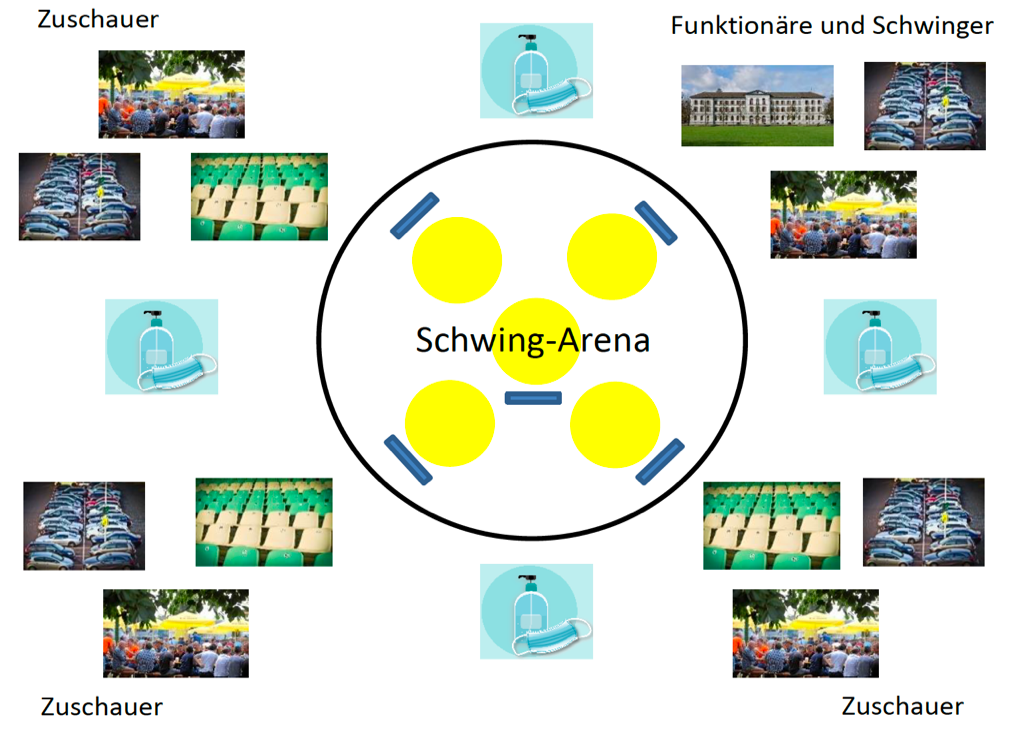 Zuschauer
Funktionäre und Schwinger
Schwing-Arena
Zuschauer
Zuschauer